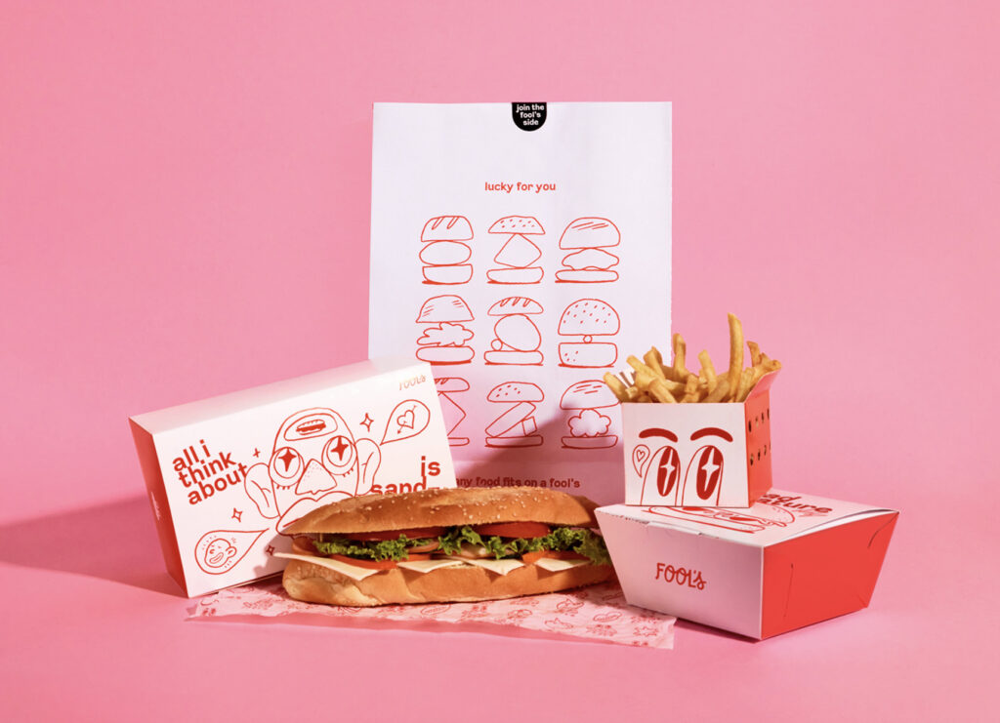 join the
fool's
side
lucky for you
any food fits on a fool's
FOOL'S
all i
think
about
is
sand
FOOL'S